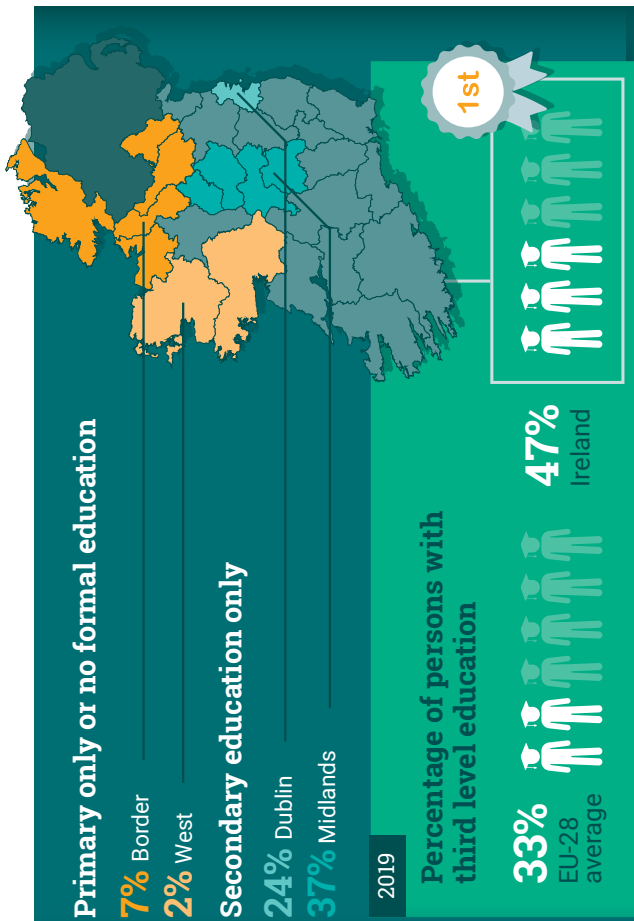 Primary only or no formal education
7% Border
2% West
Secondary education only
24% Dublin
37% Midlands
2019
Percentage of persons with
third level education
33%
EU-28
average
47%
Ireland
1st